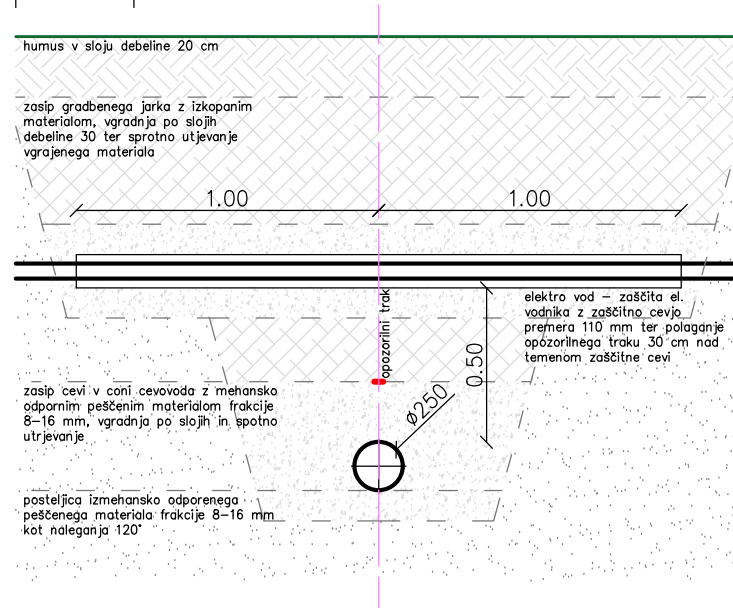 humus v sloju debeline 20 cm
zasip gradbenega jarka z izkopanim
materialom, vgradnja po slojih
debeline 30 ter sprotno utjevanje
vgrajenega materiala
1.00
1.00
opozorilni trak
elektro vod – zaščita el.
vodnika z zaščitno cevjo
premera 110 mm ter polaganje
opozorilnega traku 30 cm nad
temenom zaščitne cevi
0.50
zasip cevi v coni cevovoda z mehansko
odpornim peščenim materialom frakcije
8–16 mm, vgradnja po slojih in spotno
utrjevanje
ø250
posteljica izmehansko odporenega
peščenega materiala frakcije 8–16 mm
kot naleganja 120°